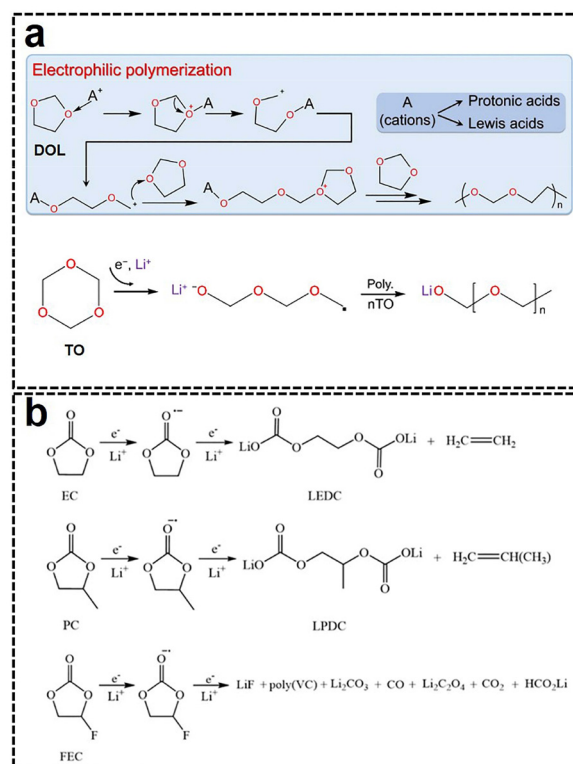 a
Electrophilic polymerization
O O A⁺ O O⁺ A O O A
A (cations) Protonic acids
Lewis acids
DOL
A O O + O O A O O O⁺ O O O O n
O O O TO e⁻, Li⁺ Li⁺ ⁻O O O Poly. nTO LiO O n
b
O O O EC e⁻ Li⁺ O O O e⁻ Li⁺ LiO O O O O OLi LEDC + H₂C CH₂
O O O PC e⁻ Li⁺ O O O e⁻ Li⁺ LiO O O O O OLi LPDC + H₂C CH(CH₃)
O O O F FEC e⁻ Li⁺ O O O F e⁻ Li⁺ LiF + poly(VC) + Li₂CO₃ + CO + Li₂C₂O₄ + CO₂ + HCO₂Li